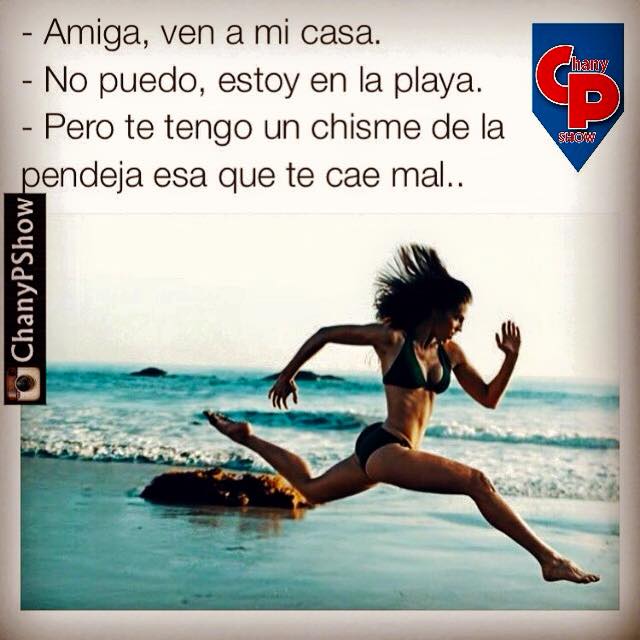 - Amiga, ven a mi casa.
- No puedo, estoy en la playa.
- Pero te tengo un chisme de la
pendeja esa que te cae mal..
Chany
P
SHOW
ChanyPShow